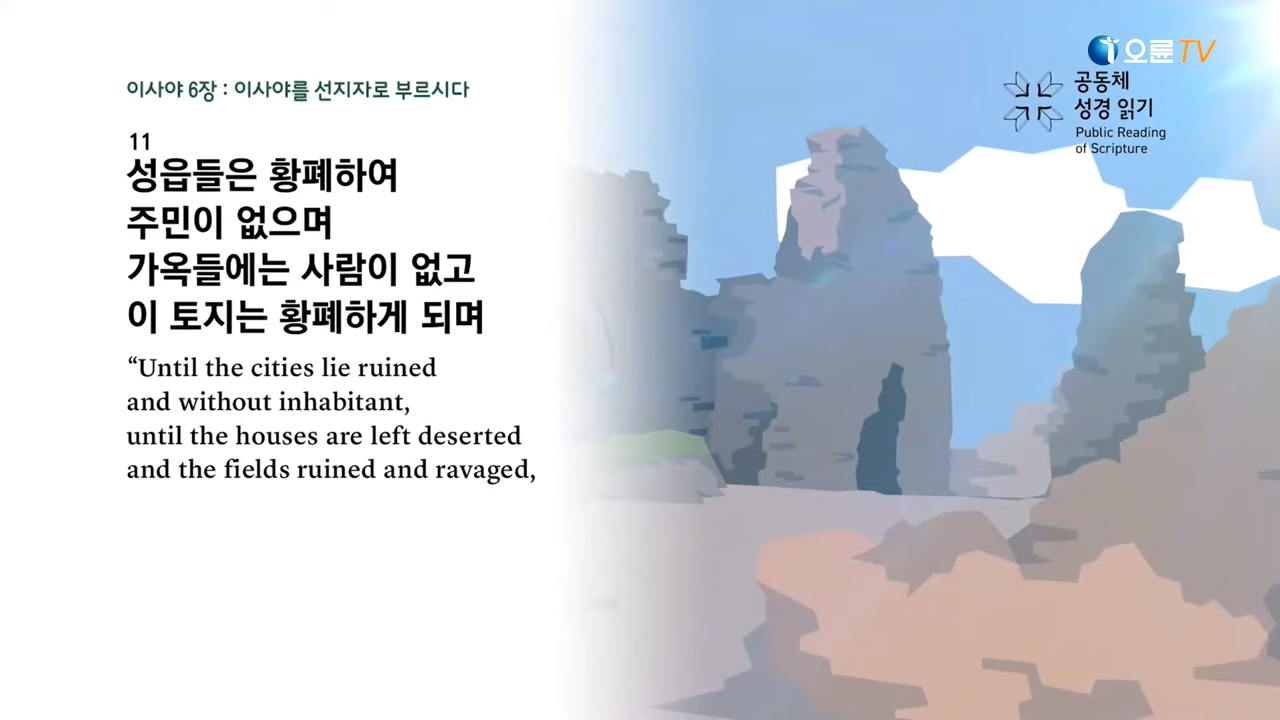 오륜TV
공동체
성경 읽기
Public Reading
of Scripture
이사야 6장 : 이사야를 선지자로 부르시다
11
성읍들은 황폐하여
주민이 없으며
가옥들에는 사람이 없고
이 토지는 황폐하게 되며
“Until the cities lie ruined
and without inhabitant,
until the houses are left deserted
and the fields ruined and ravaged,